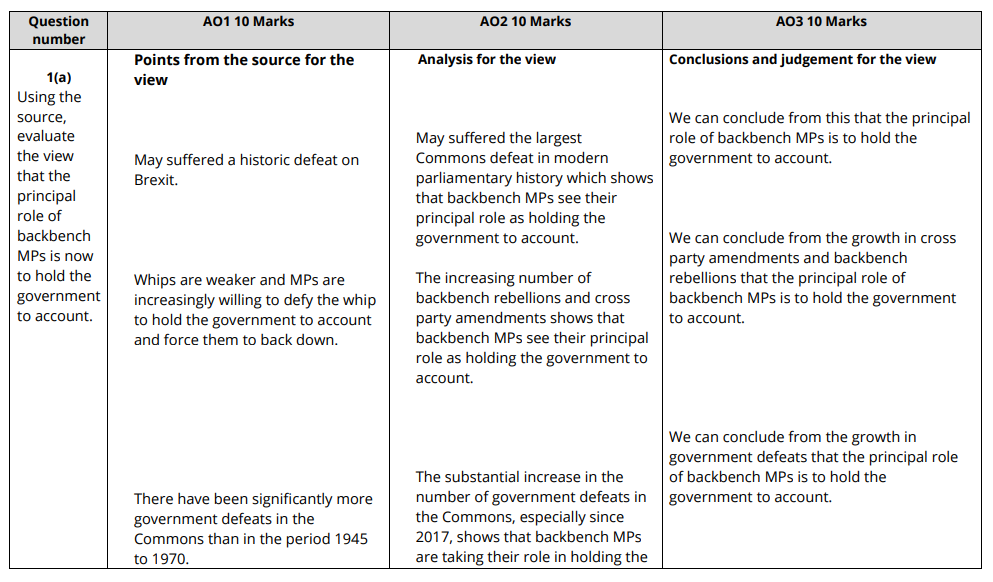 Question number
AO1 10 Marks
AO2 10 Marks
AO3 10 Marks
1(a)
Using the
source,
evaluate
the view
that the
principal
role of
backbench
MPs is now
to hold the
government
to account.
Points from the source for the
view
May suffered a historic defeat on
Brexit.
Whips are weaker and MPs are
increasingly willing to defy the whip
to hold the government to account
and force them to back down.
There have been significantly more
government defeats in the
Commons than in the period 1945
to 1970.
Analysis for the view
May suffered the largest
Commons defeat in modern
parliamentary history which shows
that backbench MPs see their
principal role as holding the
government to account.
The increasing number of
backbench rebellions and cross
party amendments shows that
backbench MPs see their principal
role as holding the government to
account.
The substantial increase in the
number of government defeats in
the Commons, especially since
2017, shows that backbench MPs
are taking their role in holding the
Conclusions and judgement for the view
We can conclude from this that the principal
role of backbench MPs is to hold the
government to account.
We can conclude from the growth in cross
party amendments and backbench
rebellions that the principal role of
backbench MPs is to hold the government
to account.
We can conclude from the growth in
government defeats that the principal role
of backbench MPs is to hold the
government to account.